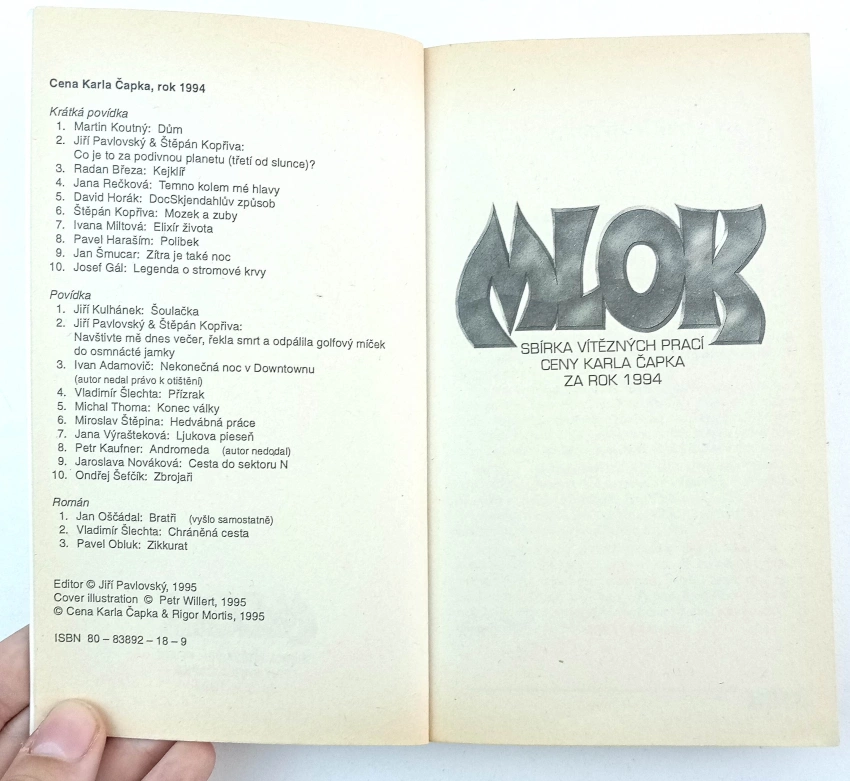 Cena Karla Čapka, rok 1994
Krátká povídka
1. Martin Koutný: Dům
2. Jiří Pavlovský & Štěpán Kopřiva:
Co je to za podivnou planetu (třetí od slunce)?
3. Radan Březa: Kejklíř
4. Jana Rečková: Temno kolem mé hlavy
5. David Horák: DocSkjendahlův způsob
6. Štěpán Kopřiva: Mozek a zuby
7. Ivana Miltová: Elixír života
8. Pavel Haraším: Polibek
9. Jan Šmucar: Zítra je také noc
10. Josef Gál: Legenda o stromové krvy
Povídka
1. Jiří Kulhánek: Šoulačka
2. Jiří Pavlovský & Štěpán Kopřiva:
Navštivte mě dnes večer, řekla smrt a odpálila golfový míček
do osmnácté jamky
3. Ivan Adamovič: Nekonečná noc v Downtownu
(autor nedal právo k otištění)
4. Vladimír Šlechta: Přízrak
5. Michal Thoma: Konec války
6. Miroslav Štěpina: Hedvábná práce
7. Jana Výrašteková: Ljukova pieseň
8. Petr Kaufner: Andromeda (autor nedodal)
9. Jaroslava Nováková: Cesta do sektoru N
10. Ondřej Šefčík: Zbrojaři
Román
1. Jan Oščádal: Bratři (vyšlo samostatně)
2. Vladimír Šlechta: Chráněná cesta
3. Pavel Obluk: Zikkurat
Editor © Jiří Pavlovský, 1995
Cover illustration © Petr Willert, 1995
© Cena Karla Čapka & Rigor Mortis, 1995
ISBN 80 – 83892 – 18 – 9
MLOK
SBÍRKA VÍTĚZNÝCH PRACÍ
CENY KARLA ČAPKA
ZA ROK 1994